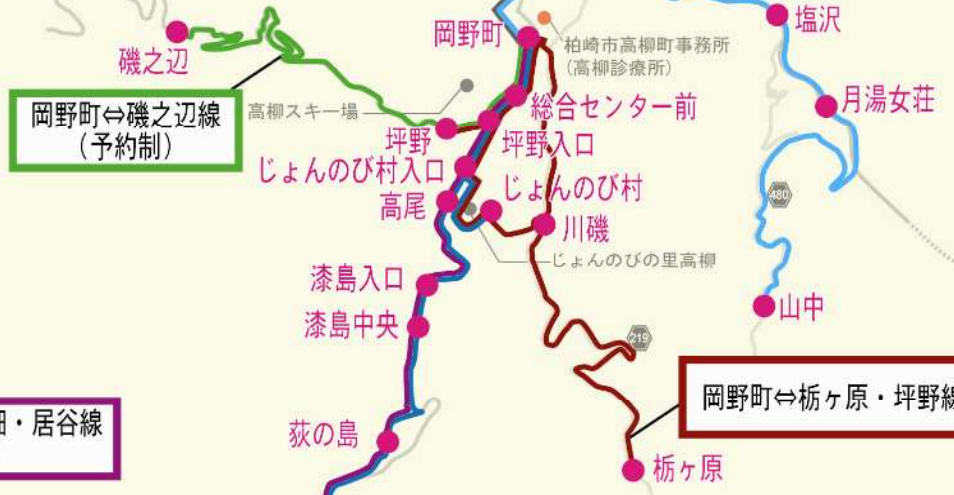 岡野町
柏崎市高柳町事務所
(高柳診療所)
塩沢
磯之辺
岡野町⇔磯之辺線
(予約制)
高柳スキー場
総合センター前
月湯女荘
坪野
坪野入口
じょんのび村入口
じょんのび村
高尾
川磯
480
じょんのびの里高柳
漆島入口
漆島中央
山中
219
岡野町⇔栃ヶ原・坪野線
・居谷線
荻の島
栃ヶ原